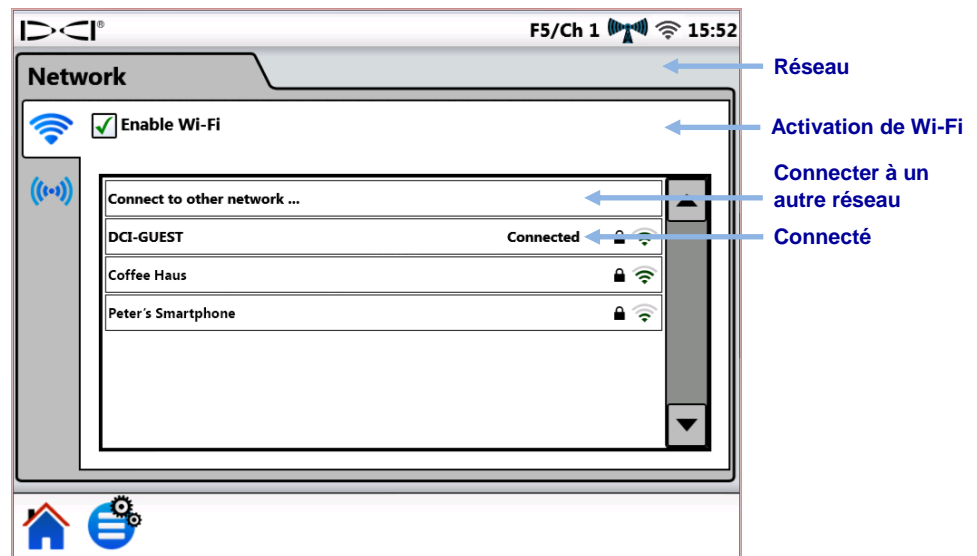 DCI®
F5/Ch 1 15:52
Network
Réseau
Enable Wi-Fi
Activation de Wi-Fi
Connect to other network ...
Connecter à un
autre réseau
DCI-GUEST Connected
Connecté
Coffee Haus
Peter's Smartphone